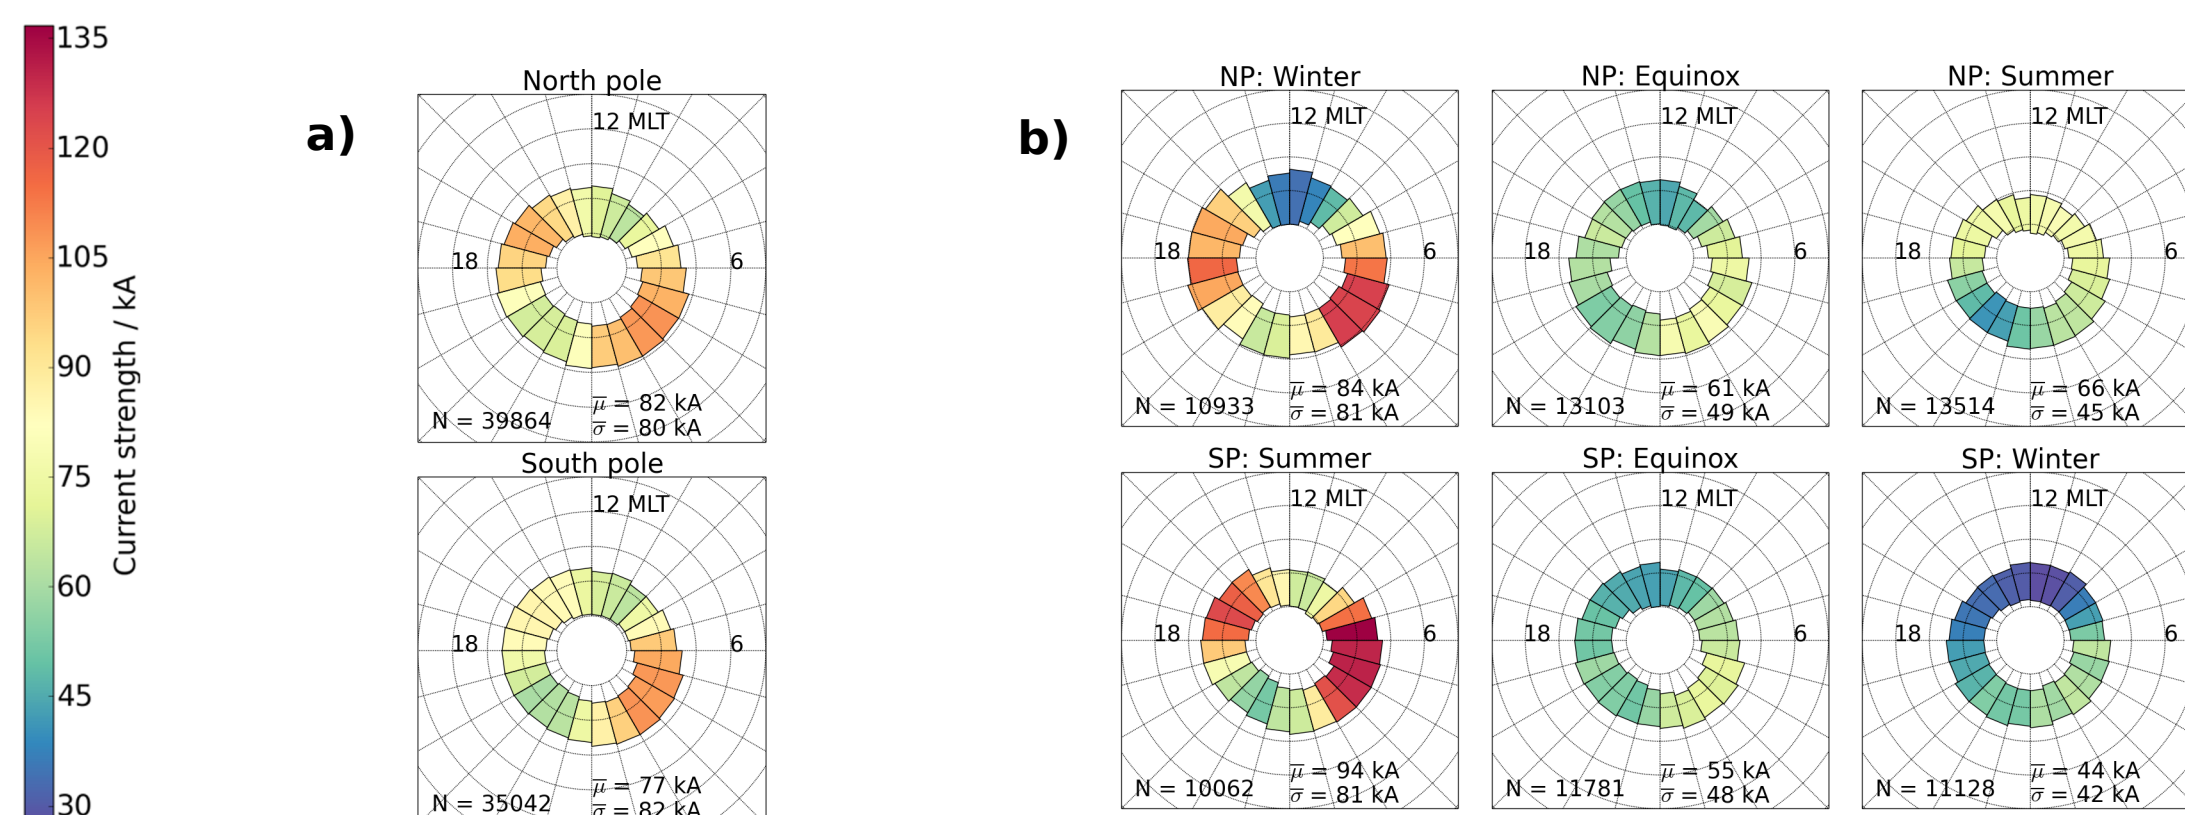 135
120
105
90
75
60
45
30
Current strength / kA
a)
North pole
12 MLT
18
6
N = 39864
μ̅ = 82 kA
σ̅ = 80 kA
South pole
12 MLT
18
6
N = 35042
μ̅ = 77 kA
σ̅ = 82 kA
b)
NP: Winter
12 MLT
18
6
N = 10933
μ̅ = 84 kA
σ̅ = 81 kA
NP: Equinox
12 MLT
18
6
N = 13103
μ̅ = 61 kA
σ̅ = 49 kA
NP: Summer
12 MLT
18
6
N = 13514
μ̅ = 66 kA
σ̅ = 45 kA
SP: Summer
12 MLT
18
6
N = 10062
μ̅ = 94 kA
σ̅ = 81 kA
SP: Equinox
12 MLT
18
6
N = 11781
μ̅ = 55 kA
σ̅ = 48 kA
SP: Winter
12 MLT
18
6
N = 11128
μ̅ = 44 kA
σ̅ = 42 kA